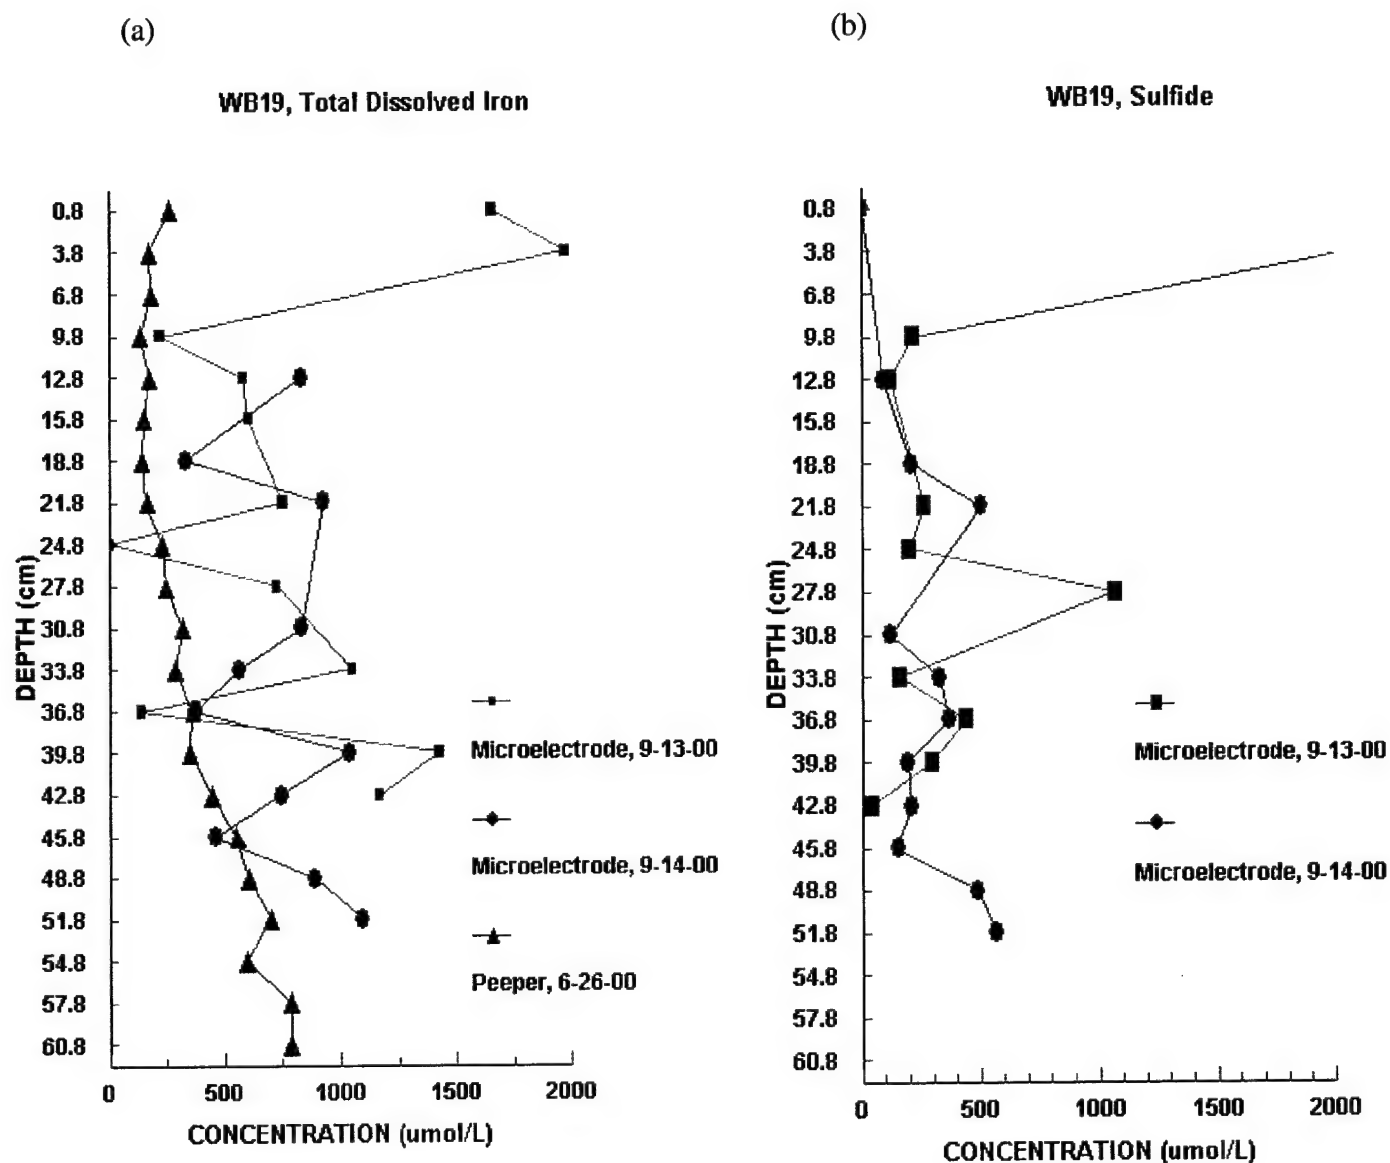 (a)
WB19, Total Dissolved Iron
0.8
3.8
6.8
9.8
12.8
15.8
18.8
21.8
24.8
27.8
30.8
33.8
36.8
39.8
42.8
45.8
48.8
51.8
54.8
57.8
60.8
DEPTH (cm)
0 500 1000 1500 2000
CONCENTRATION (umol/L)
Microelectrode, 9-13-00
Microelectrode, 9-14-00
Peeper, 6-26-00
(b)
WB19, Sulfide
0.8
3.8
6.8
9.8
12.8
15.8
18.8
21.8
24.8
27.8
30.8
33.8
36.8
39.8
42.8
45.8
48.8
51.8
54.8
57.8
60.8
DEPTH (cm)
0 500 1000 1500 2000
CONCENTRATION (umol/L)
Microelectrode, 9-13-00
Microelectrode, 9-14-00